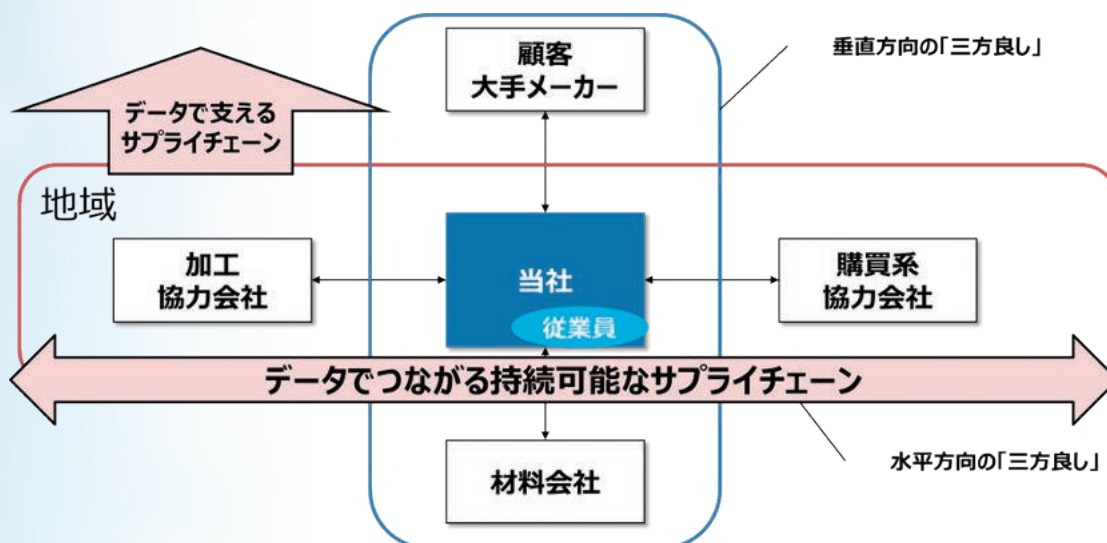 顧客
大手メーカー
垂直方向の「三方良し」
データで支える
サプライチェーン
地域
加工
協力会社
当社
従業員
購買系
協力会社
データでつながる持続可能なサプライチェーン
水平方向の「三方良し」
材料会社